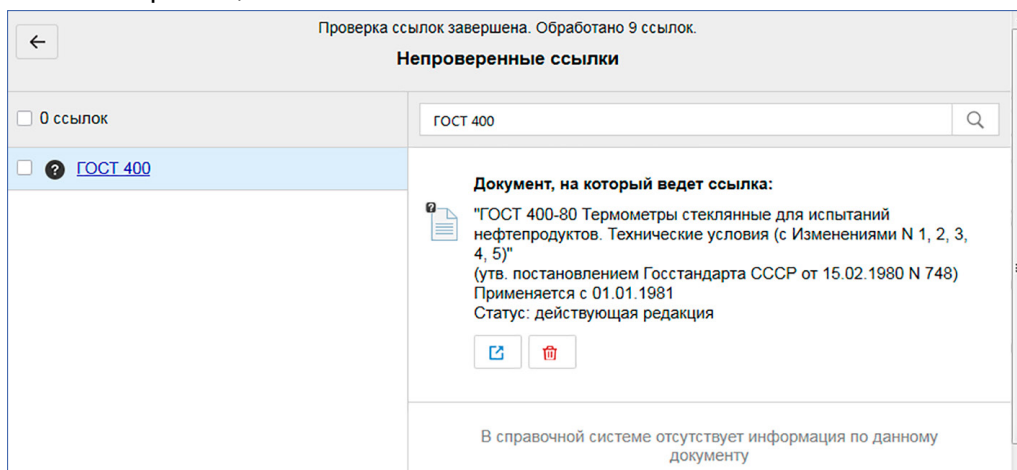 Проверка ссылок завершена. Обработано 9 ссылок.
Непроверенные ссылки
0 ссылок
ГОСТ 400
? ГОСТ 400
Документ, на который ведет ссылка:
?
"ГОСТ 400-80 Термометры стеклянные для испытаний
нефтепродуктов. Технические условия (с Изменениями N 1, 2, 3,
4, 5)"
(утв. постановлением Госстандарта СССР от 15.02.1980 N 748)
Применяется с 01.01.1981
Статус: действующая редакция
В справочной системе отсутствует информация по данному
документу